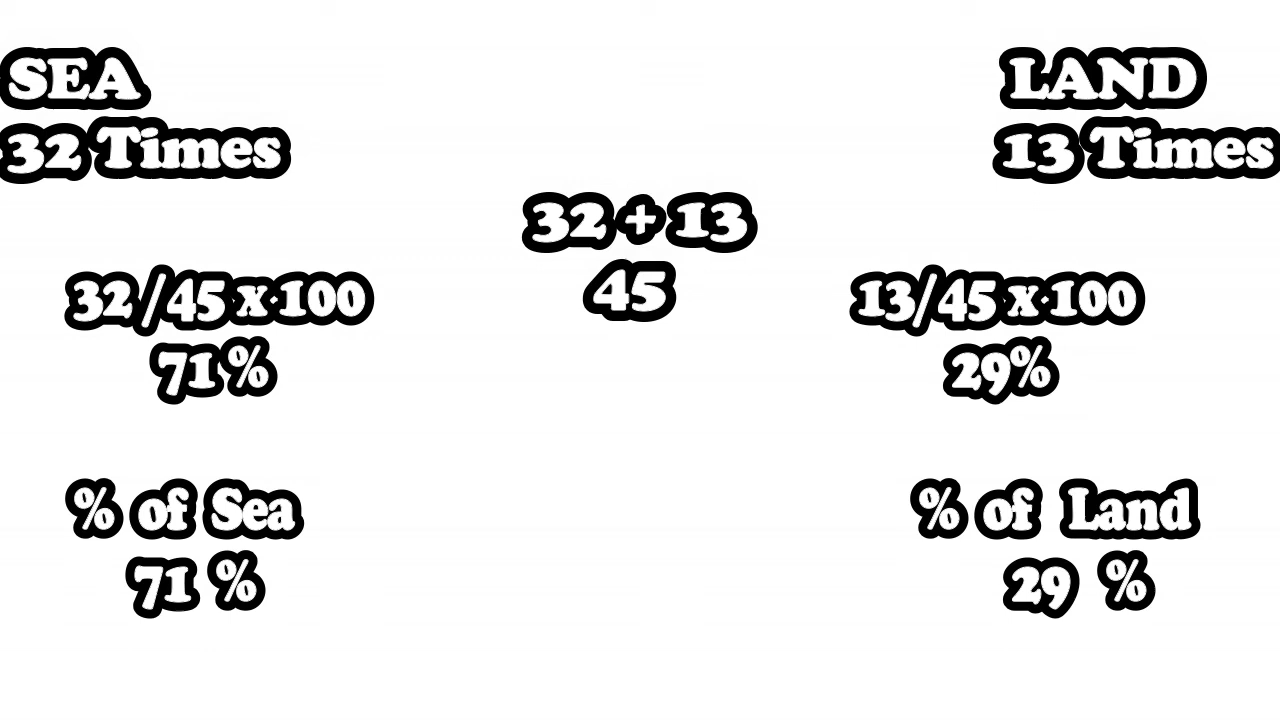 SEA
32 Times
LAND
13 Times
32 + 13
45
32/45 x 100
71%
13/45 x 100
29%
% of Sea
71 %
% of Land
29 %